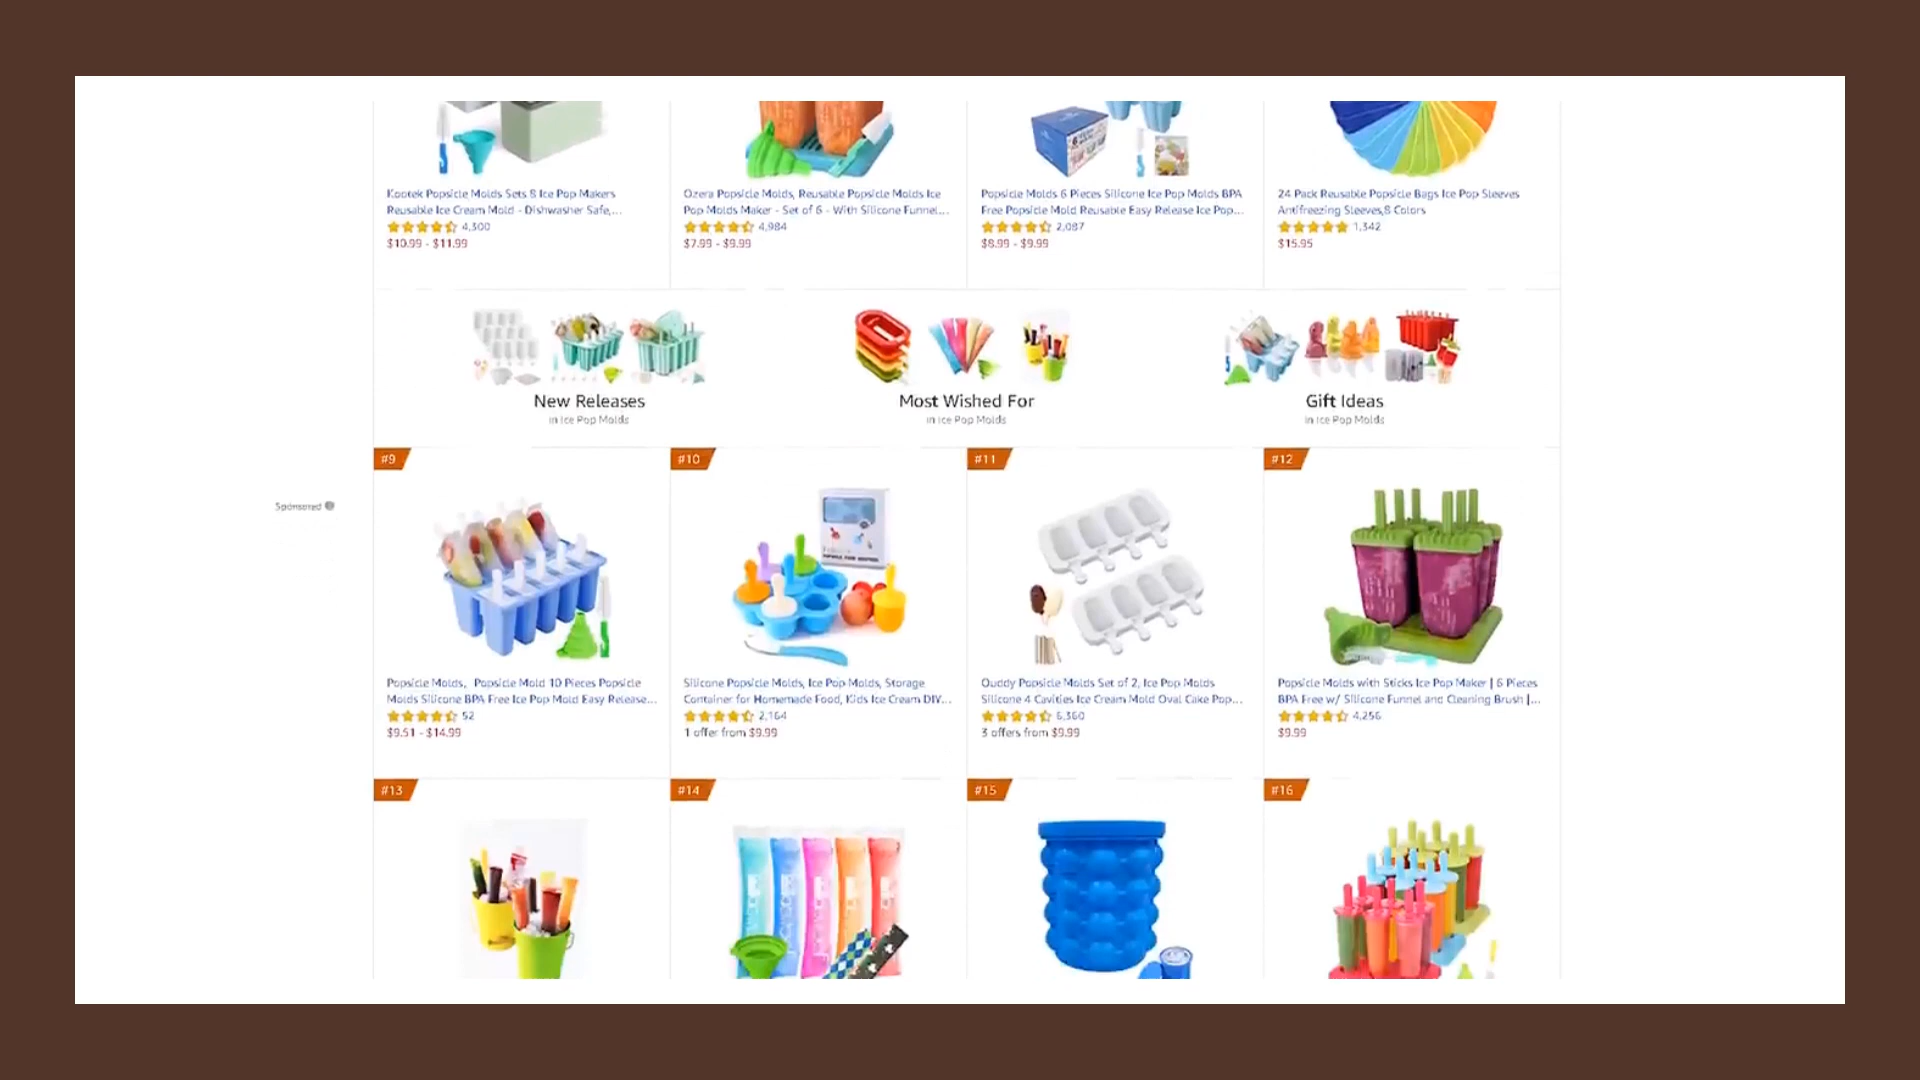 Kootek Popsicle Molds Sets 8 Ice Pop Makers
Reusable Ice Cream Mold - Dishwasher Safe,...
4,300
$10.99 - $11.99
Ozera Popsicle Molds, Reusable Popsicle Molds Ice
Pop Molds Maker - Set of 6 - With Silicone Funnel...
4,984
$7.99 - $9.99
Popsicle Molds 6 Pieces Silicone Ice Pop Molds BPA
Free Popsicle Mold Reusable Easy Release Ice Pop...
2,087
$8.99 - $9.99
24 Pack Reusable Popsicle Bags Ice Pop Sleeves
Antifreezing Sleeves,8 Colors
1,342
$15.95
New Releases
in Ice Pop Molds
Most Wished For
in Ice Pop Molds
Gift Ideas
in Ice Pop Molds
Sponsored
#9
Popsicle Molds, Popsicle Mold 10 Pieces Popsicle
Molds Silicone BPA Free Ice Pop Mold Easy Release...
52
$9.51 - $14.99
#10
Silicone Popsicle Molds, Ice Pop Molds, Storage
Container for Homemade Food, Kids Ice Cream DIY...
2,164
1 offer from $9.99
#11
Ouddy Popsicle Molds Set of 2, Ice Pop Molds
Silicone 4 Cavities Ice Cream Mold Oval Cake Pop...
6,360
3 offers from $9.99
#12
Popsicle Molds with Sticks Ice Pop Maker | 6 Pieces
BPA Free w/ Silicone Funnel and Cleaning Brush |...
4,256
$9.99
#13
#14
#15
#16